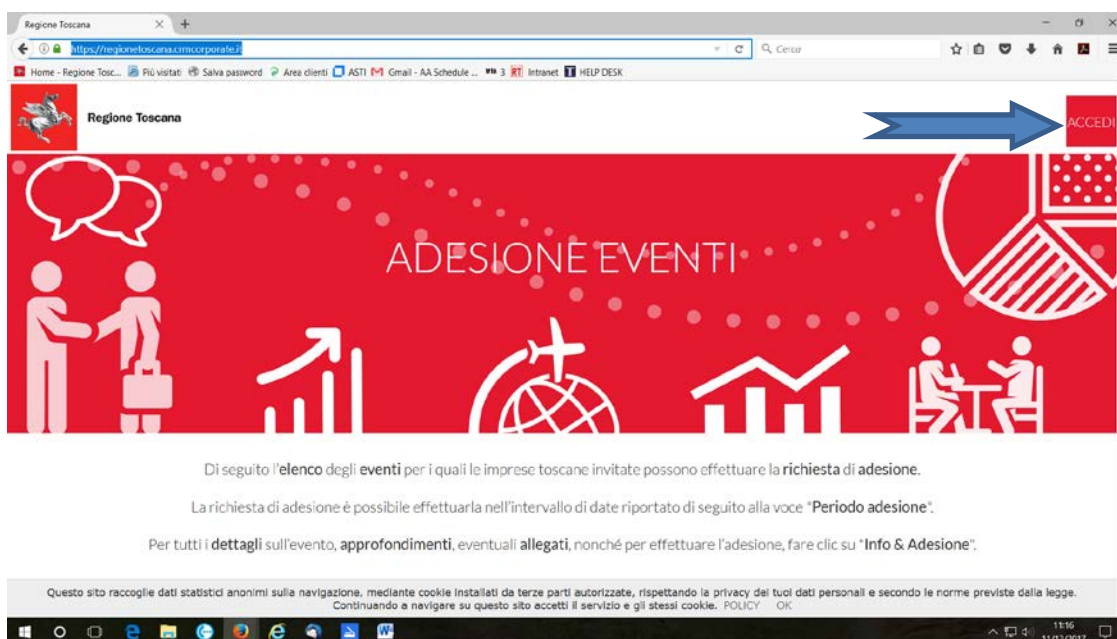 Regione Toscana
https://regionetoscana.crmcorporate.it
Cerca
Home - Regione Tosc... Più visitati Salva password Area clienti ASTI Gmail - AA Schedule ... 3 RT Intranet HELP DESK
Regione Toscana
ACCEDI
ADESIONE EVENTI
Di seguito l'elenco degli eventi per i quali le imprese toscane invitate possono effettuare la richiesta di adesione.
La richiesta di adesione è possibile effettuarla nell'intervallo di date riportato di seguito alla voce "Periodo adesione".
Per tutti i dettagli sull'evento, approfondimenti, eventuali allegati, nonché per effettuare l'adesione, fare clic su "Info & Adesione".
Questo sito raccoglie dati statistici anonimi sulla navigazione, mediante cookie installati da terze parti autorizzate, rispettando la privacy dei tuoi dati personali e secondo le norme previste dalla legge.
Continuando a navigare su questo sito accetti il servizio e gli stessi cookie. POLICY OK
11:16
11/12/2017